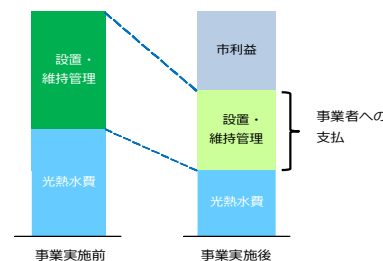 設置・
維持管理
光熱水費
事業実施前
市利益
設置・
維持管理
光熱水費
事業実施後
事業者への
支払